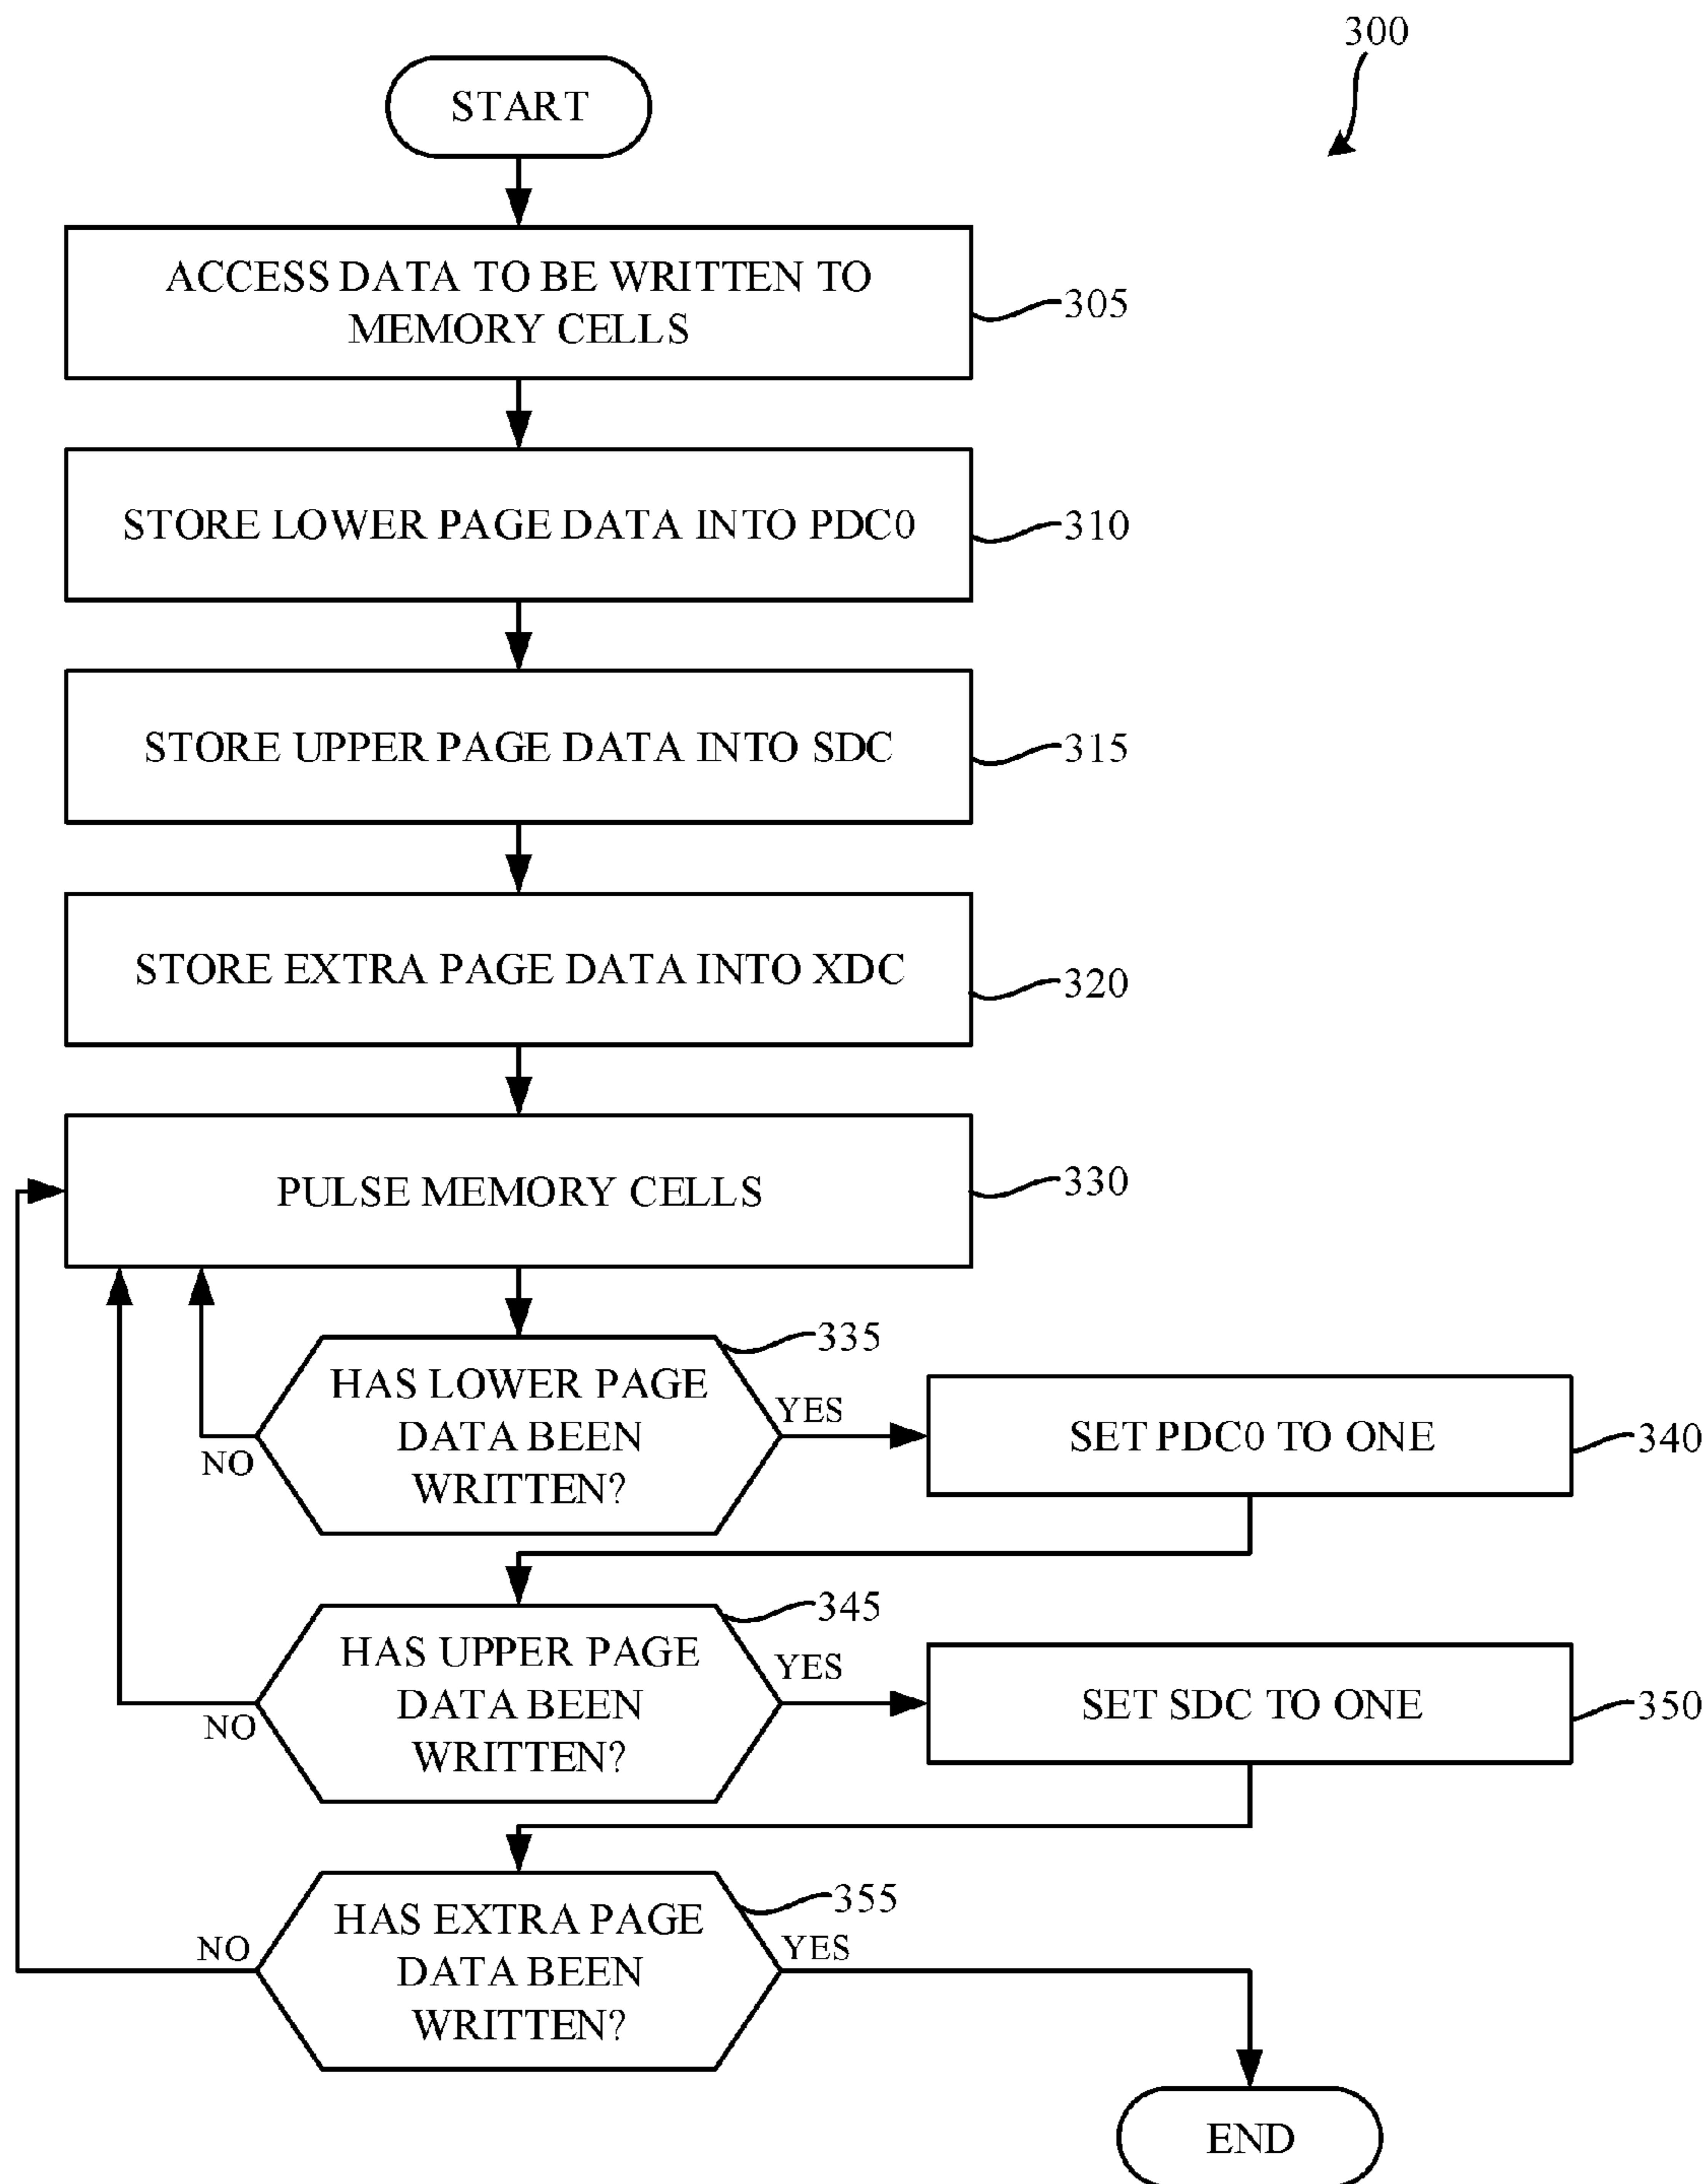 300
START
ACCESS DATA TO BE WRITTEN TO
MEMORY CELLS
305
STORE LOWER PAGE DATA INTO PDC0
310
STORE UPPER PAGE DATA INTO SDC
315
STORE EXTRA PAGE DATA INTO XDC
320
PULSE MEMORY CELLS
330
335
HAS LOWER PAGE
DATA BEEN
WRITTEN?
YES
NO
SET PDC0 TO ONE
340
345
HAS UPPER PAGE
DATA BEEN
WRITTEN?
YES
NO
SET SDC TO ONE
350
355
HAS EXTRA PAGE
DATA BEEN
WRITTEN?
NO
YES
END